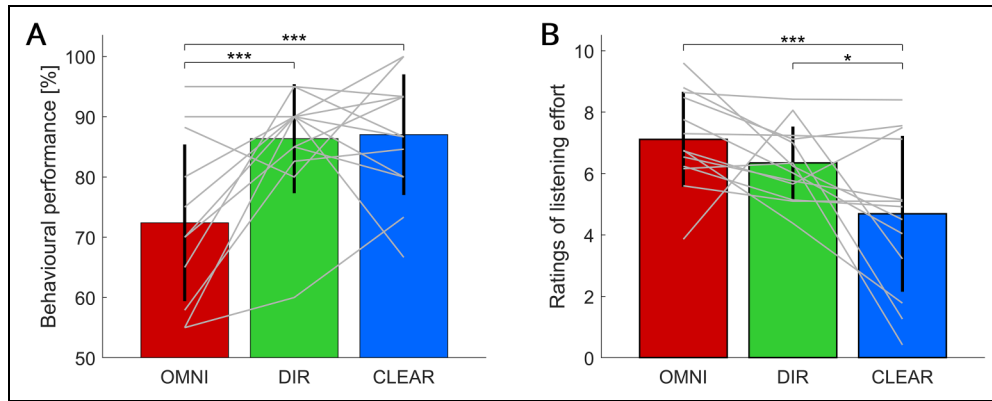 A
Behavioural performance [%]
100
90
80
70
60
50
***
***
OMNI DIR CLEAR
B
Ratings of listening effort
10
8
6
4
2
0
***
*
OMNI DIR CLEAR